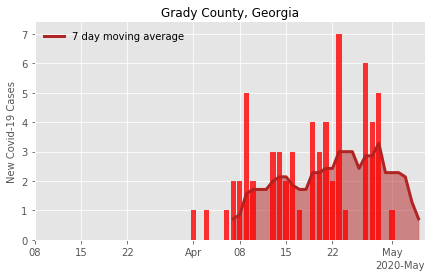 Grady County, Georgia
7 day moving average
New Covid-19 Cases
7
6
5
4
3
2
1
0
08 15 22 Apr 08 15 22 May
2020-May